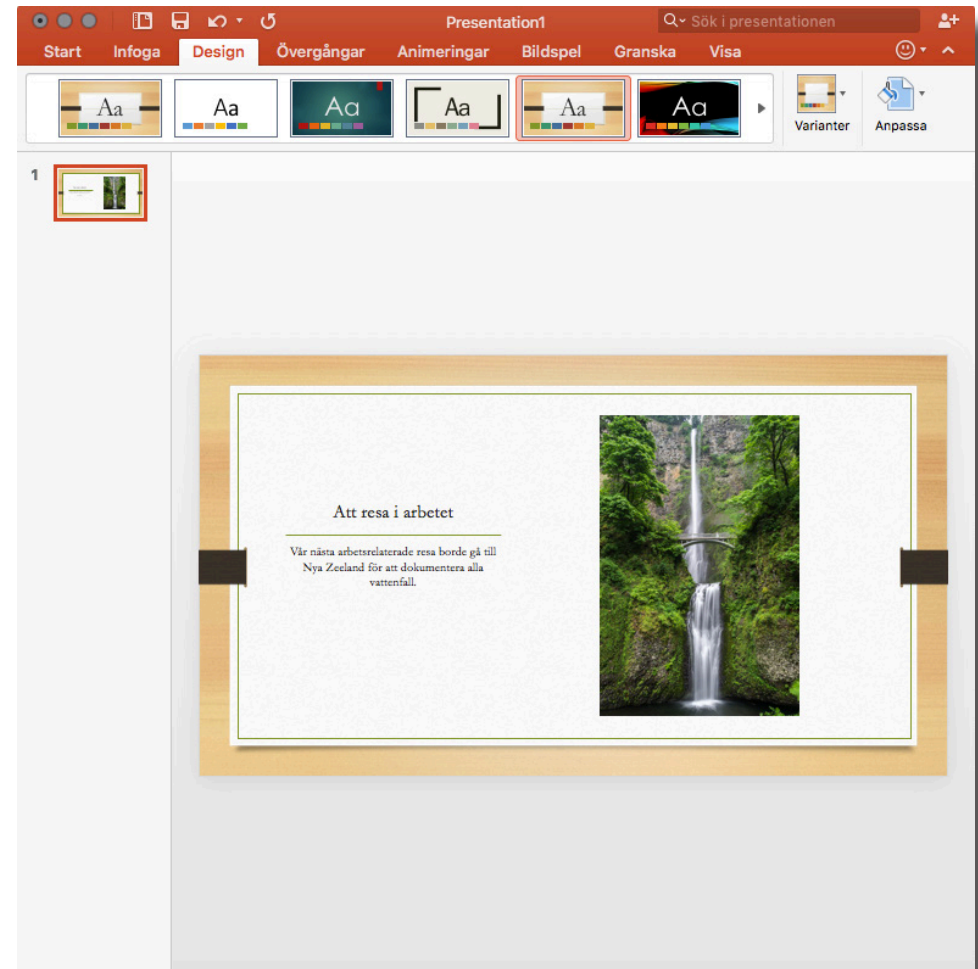 Presentation1
Sök i presentationen
Start Infoga Design Övergångar Animeringar Bildspel Granska Visa
Aa Aa Aa Aa Aa Aa
Varianter Anpassa
1
Att resa i arbetet
Vår nästa arbetsrelaterade resa borde gå till
Nya Zeeland för att dokumentera alla
vattenfall.